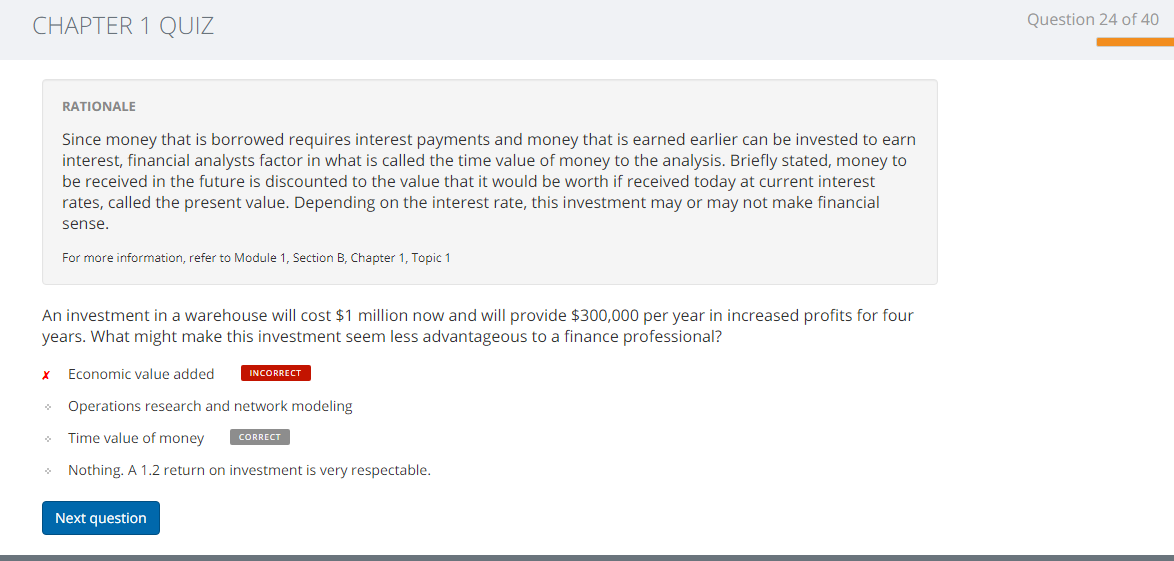 CHAPTER 1 QUIZ
Question 24 of 40
RATIONALE
Since money that is borrowed requires interest payments and money that is earned earlier can be invested to earn
interest, financial analysts factor in what is called the time value of money to the analysis. Briefly stated, money to
be received in the future is discounted to the value that it would be worth if received today at current interest
rates, called the present value. Depending on the interest rate, this investment may or may not make financial
sense.
For more information, refer to Module 1, Section B, Chapter 1, Topic 1
An investment in a warehouse will cost $1 million now and will provide $300,000 per year in increased profits for four
years. What might make this investment seem less advantageous to a finance professional?
Economic value added INCORRECT
Operations research and network modeling
Time value of money CORRECT
Nothing. A 1.2 return on investment is very respectable.
Next question